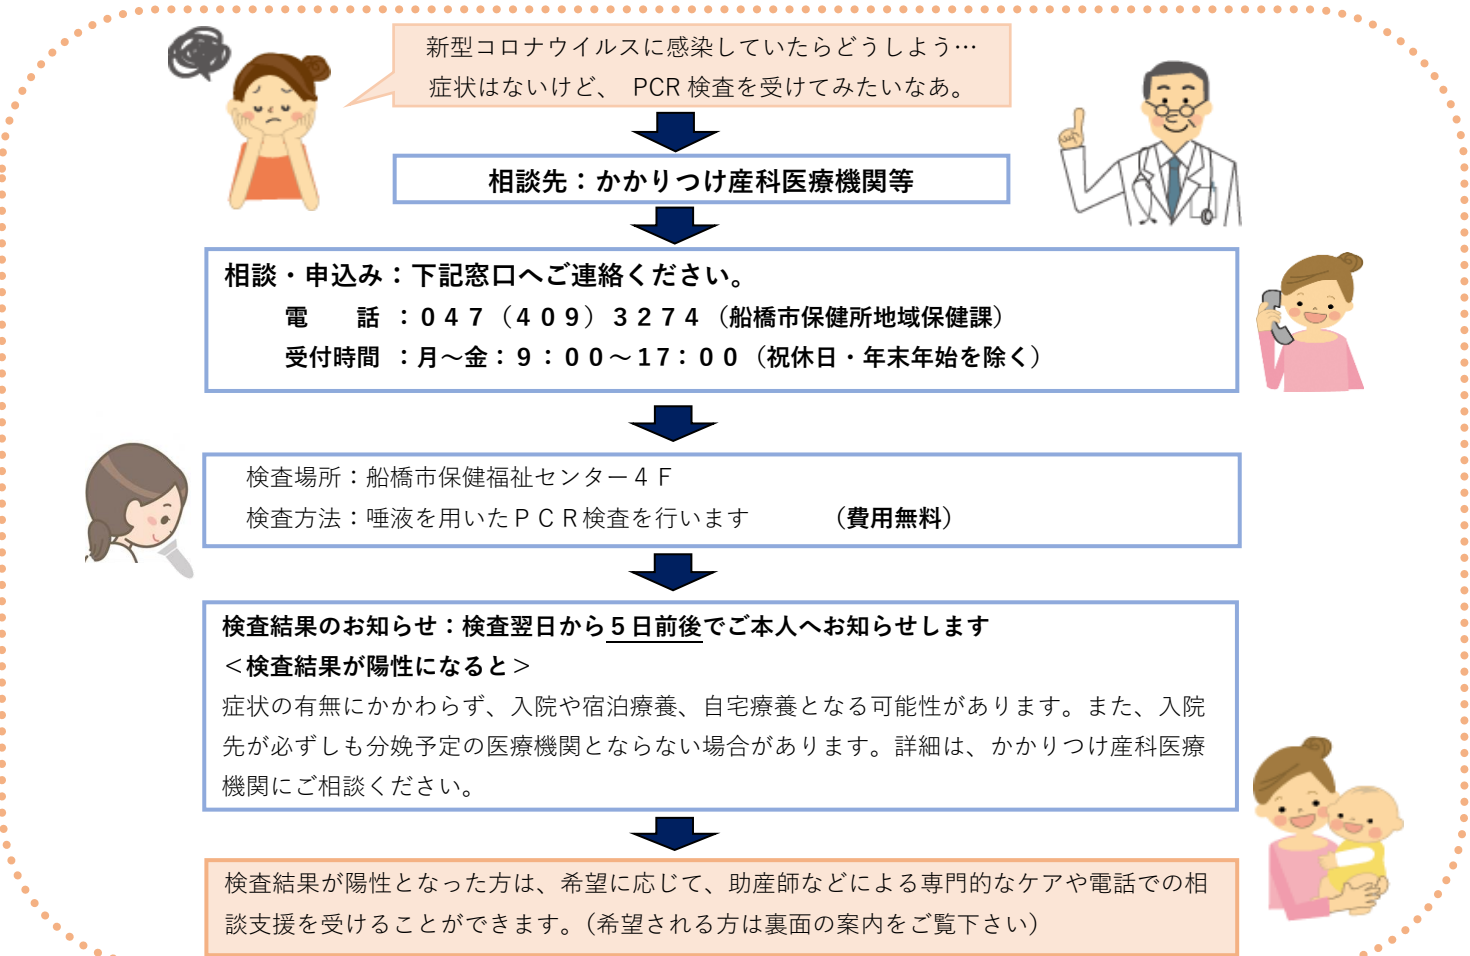 新型コロナウイルスに感染していたらどうしよう…
症状はないけど、 PCR 検査を受けてみたいなあ。
相談先：かかりつけ産科医療機関等
相談・申込み：下記窓口へご連絡ください。
電　　話 ：０４７（４０９）３２７４（船橋市保健所地域保健課）
受付時間 ：月～金：９：００～17：００（祝休日・年末年始を除く）
検査場所：船橋市保健福祉センター４Ｆ
検査方法：唾液を用いたＰＣＲ検査を行います　　　（費用無料）
検査結果のお知らせ：検査翌日から５日前後でご本人へお知らせします
＜検査結果が陽性になると＞
症状の有無にかかわらず、入院や宿泊療養、自宅療養となる可能性があります。また、入院
先が必ずしも分娩予定の医療機関とならない場合があります。詳細は、かかりつけ産科医療
機関にご相談ください。
検査結果が陽性となった方は、希望に応じて、助産師などによる専門的なケアや電話での相
談支援を受けることができます。（希望される方は裏面の案内をご覧下さい）